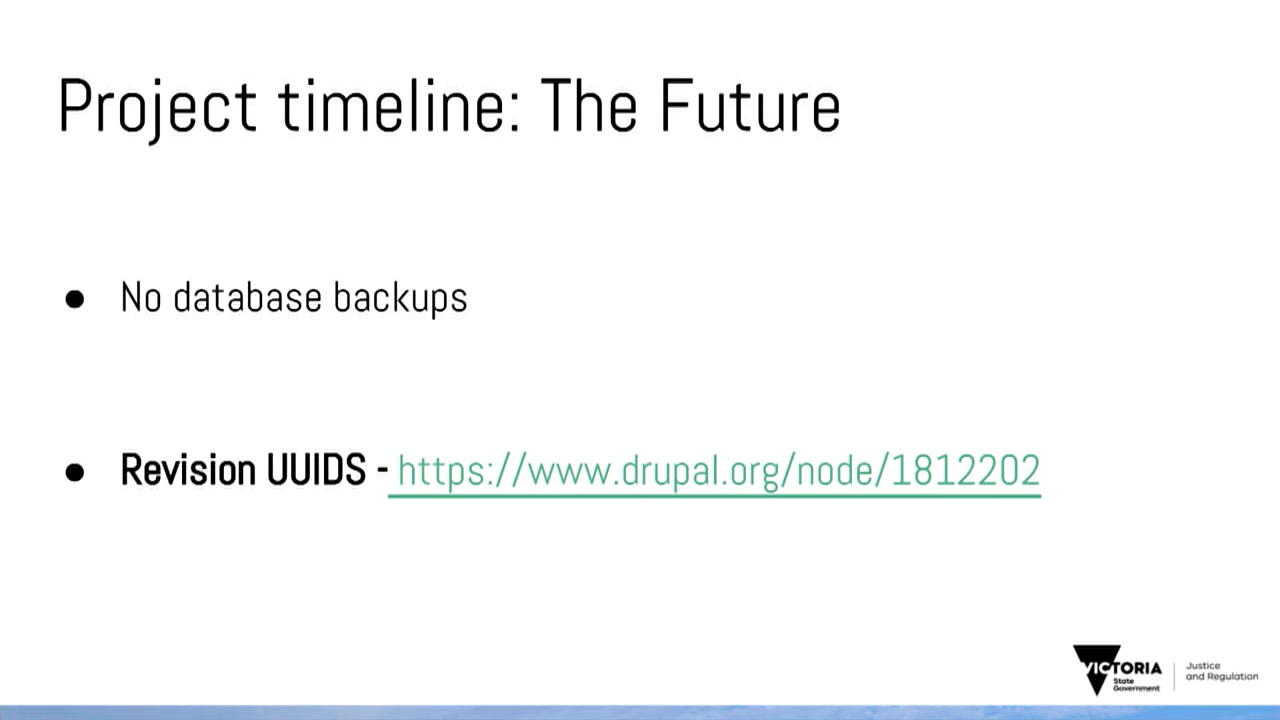 Project timeline: The Future
● No database backups
● Revision UUIDS - https://www.drupal.org/node/1812202
VICTORIA
State
Government
Justice
and Regulation